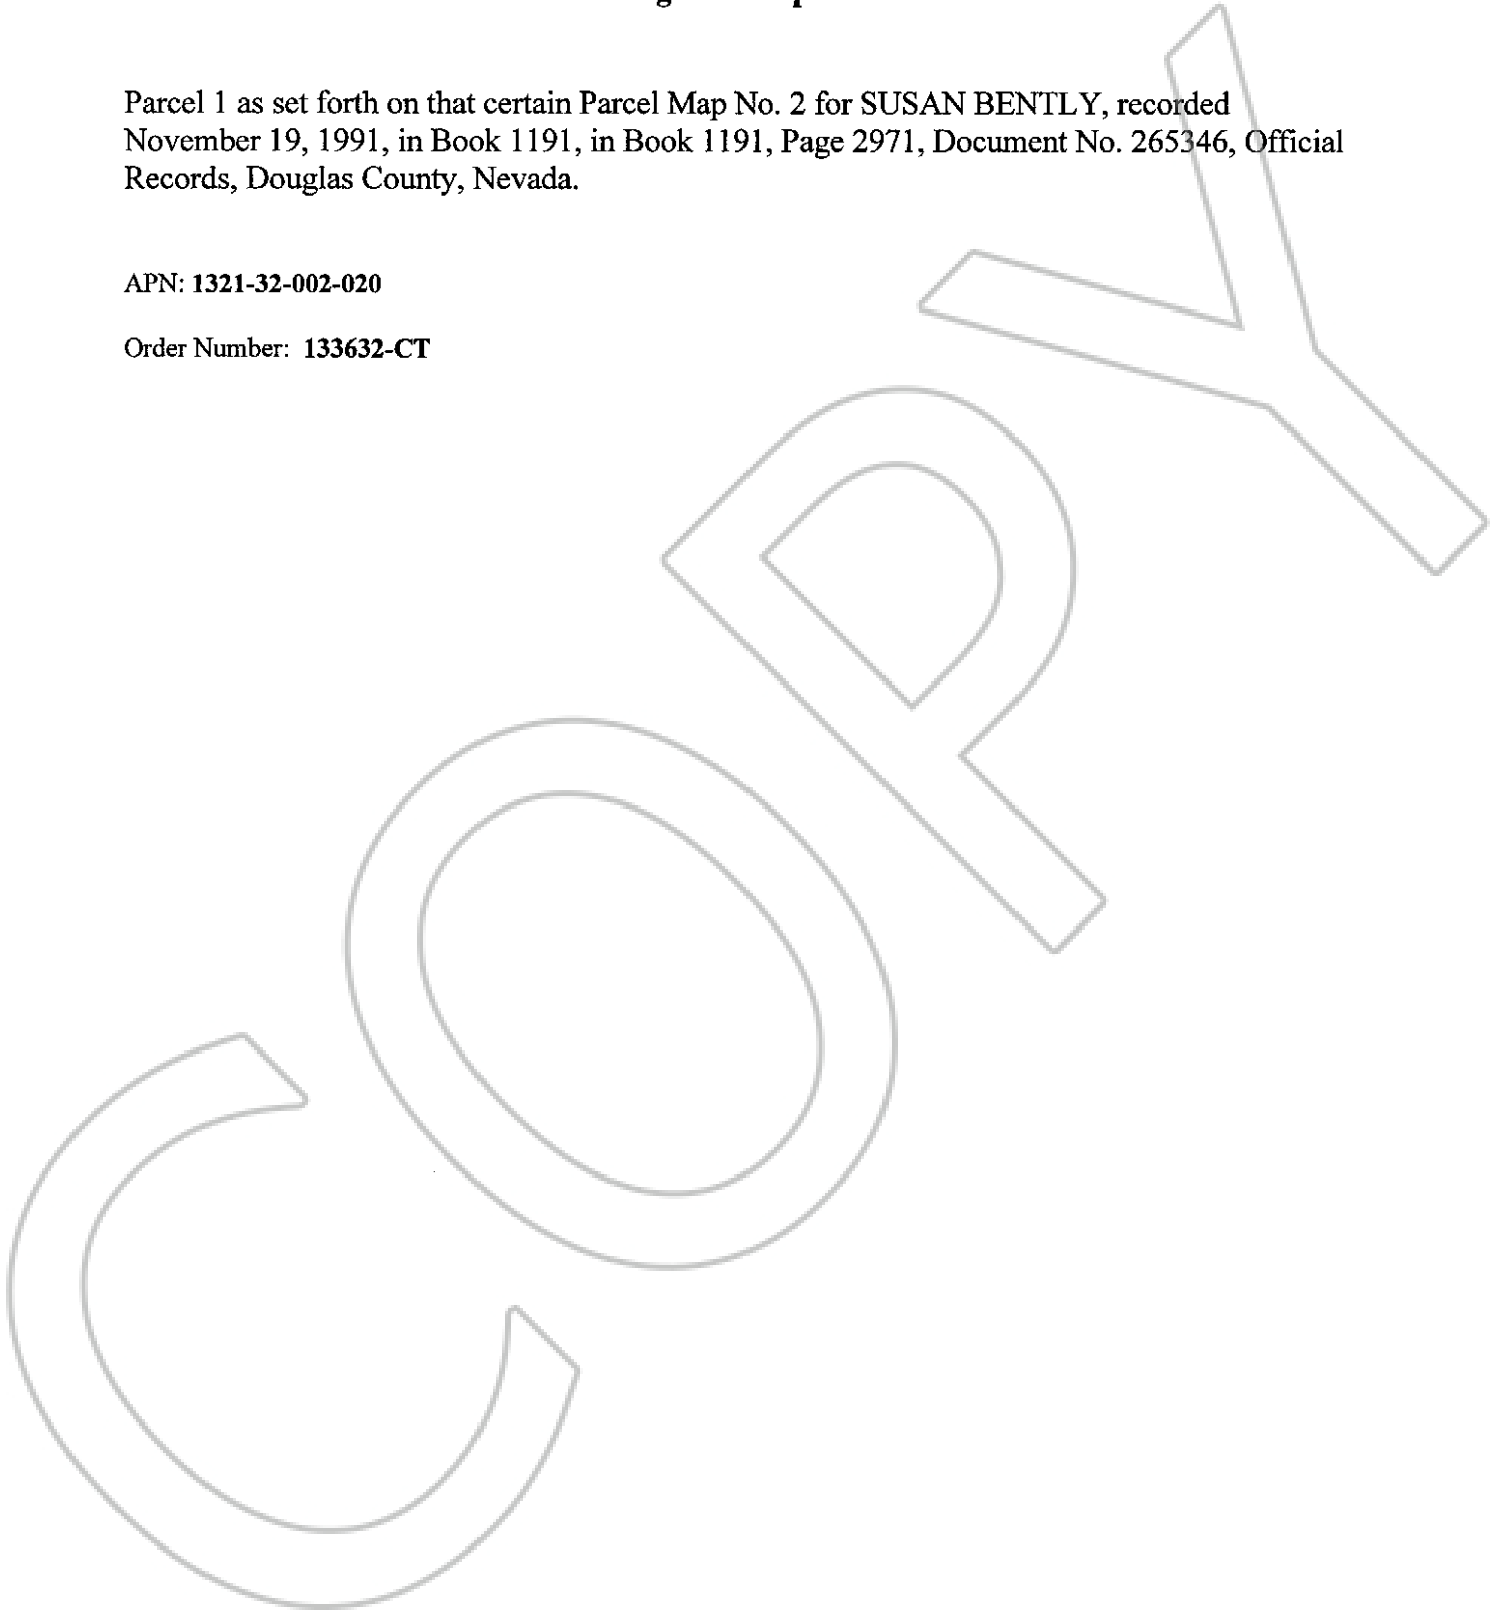 Parcel 1 as set forth on that certain Parcel Map No. 2 for SUSAN BENTLY, recorded
November 19, 1991, in Book 1191, in Book 1191, Page 2971, Document No. 265346, Official
Records, Douglas County, Nevada.
APN: 1321-32-002-020
Order Number: 133632-CT
COPY